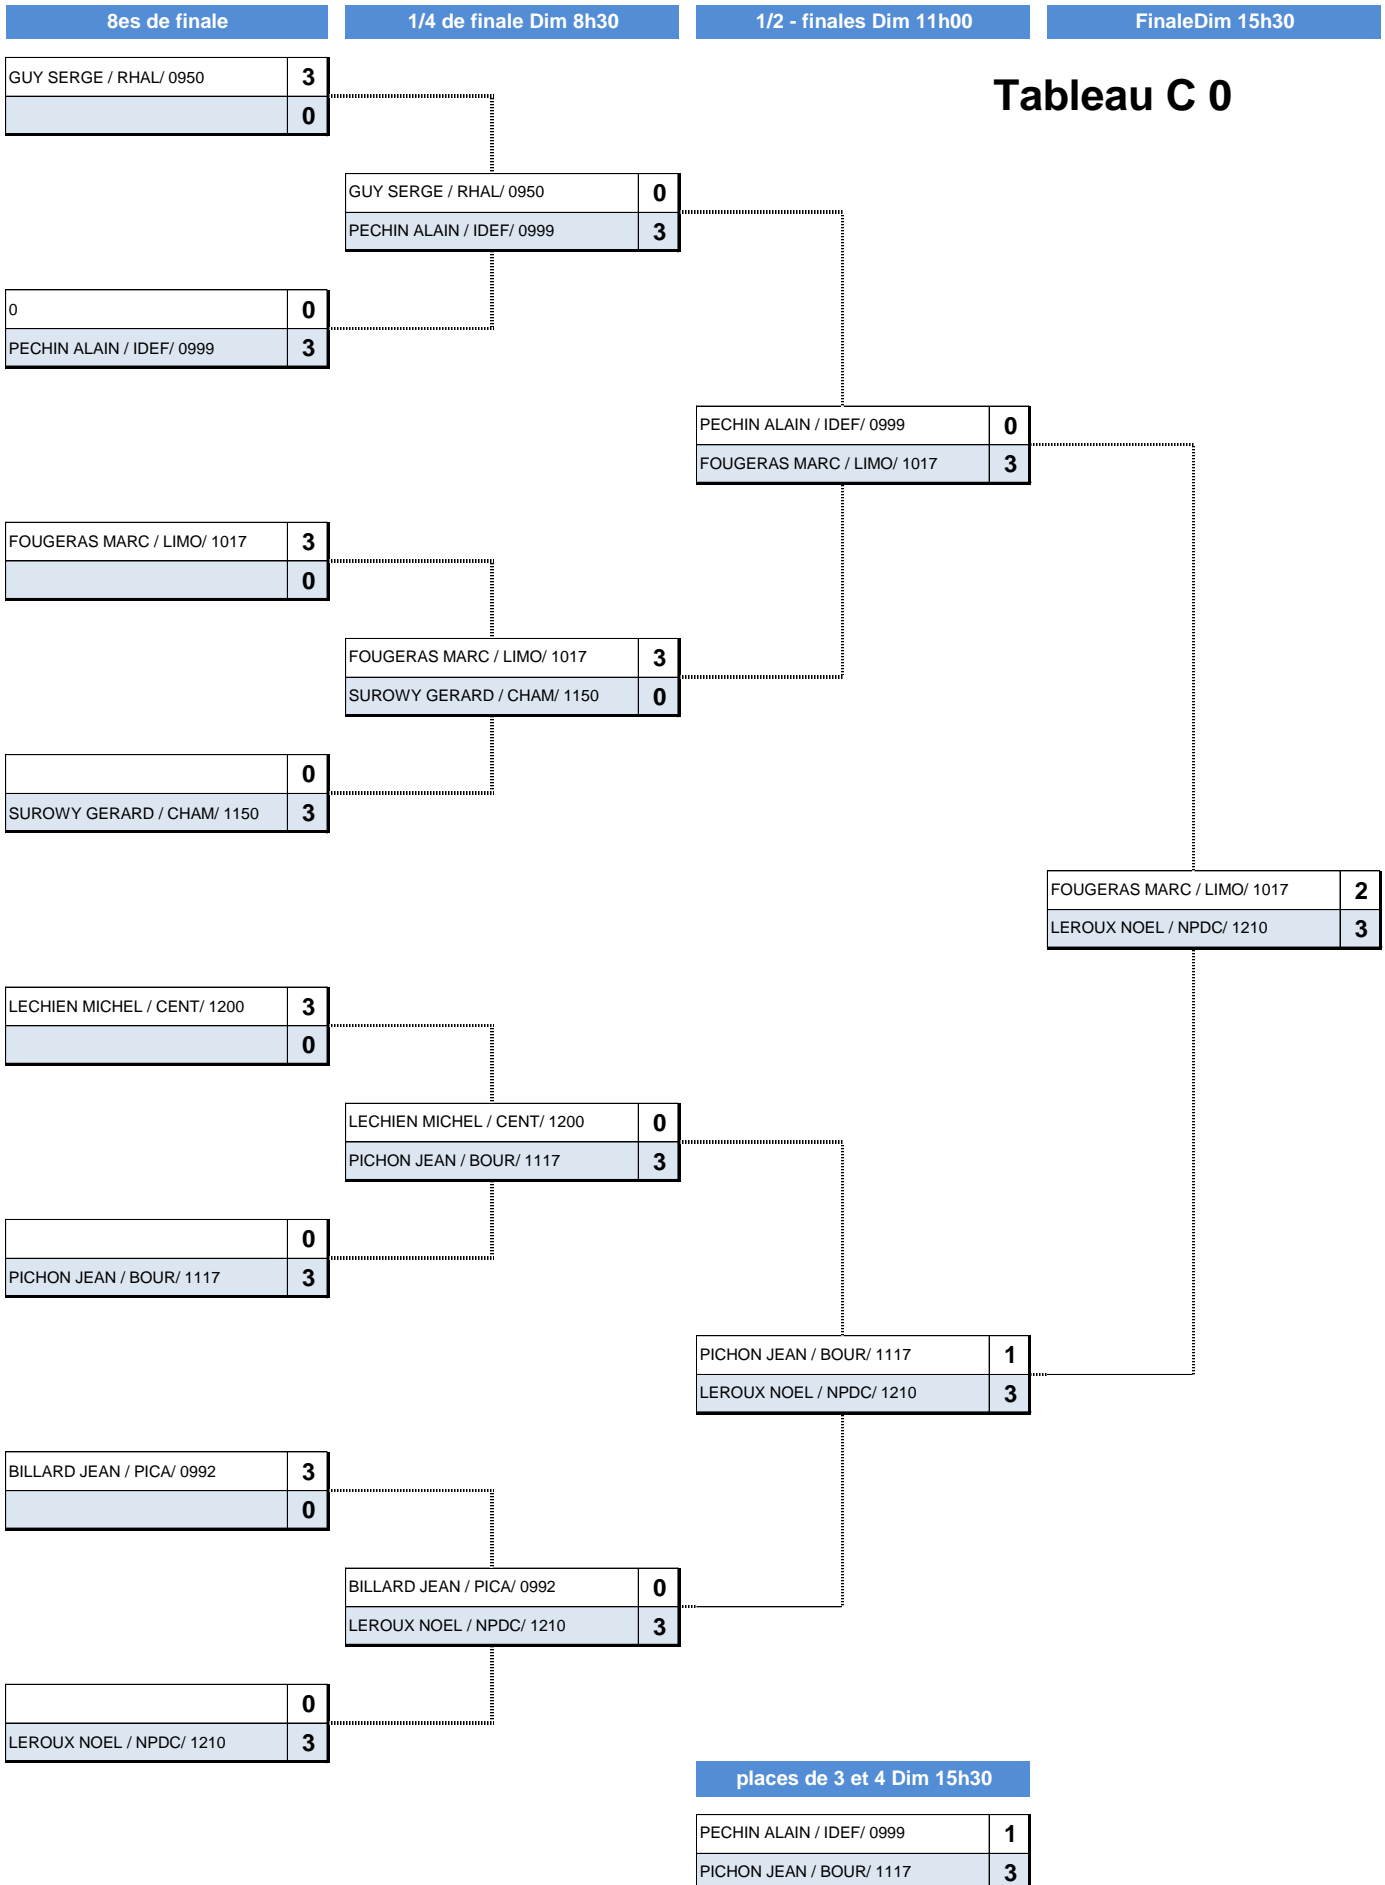 8es de finale
1/4 de finale Dim 8h30
1/2 - finales Dim 11h00
FinaleDim 15h30
Tableau C 0
GUY SERGE / RHAL/ 0950 3
0
GUY SERGE / RHAL/ 0950 0
PECHIN ALAIN / IDEF/ 0999 3
0 0
PECHIN ALAIN / IDEF/ 0999 3
PECHIN ALAIN / IDEF/ 0999 0
FOUGERAS MARC / LIMO/ 1017 3
FOUGERAS MARC / LIMO/ 1017 3
0
FOUGERAS MARC / LIMO/ 1017 3
SUROWY GERARD / CHAM/ 1150 0
0
SUROWY GERARD / CHAM/ 1150 3
FOUGERAS MARC / LIMO/ 1017 2
LEROUX NOEL / NPDC/ 1210 3
LECHIEN MICHEL / CENT/ 1200 3
0
LECHIEN MICHEL / CENT/ 1200 0
PICHON JEAN / BOUR/ 1117 3
0
PICHON JEAN / BOUR/ 1117 3
PICHON JEAN / BOUR/ 1117 1
LEROUX NOEL / NPDC/ 1210 3
BILLARD JEAN / PICA/ 0992 3
0
BILLARD JEAN / PICA/ 0992 0
LEROUX NOEL / NPDC/ 1210 3
0
LEROUX NOEL / NPDC/ 1210 3
places de 3 et 4 Dim 15h30
PECHIN ALAIN / IDEF/ 0999 1
PICHON JEAN / BOUR/ 1117 3